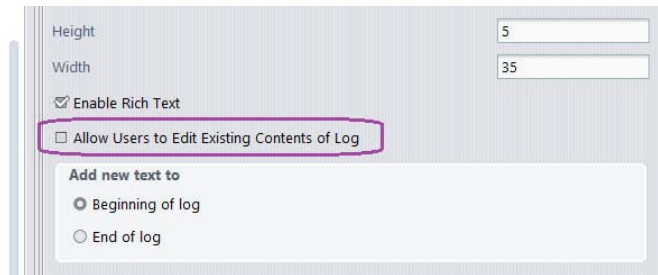 Height 5
Width 35
Enable Rich Text
Allow Users to Edit Existing Contents of Log
Add new text to
Beginning of log
End of log